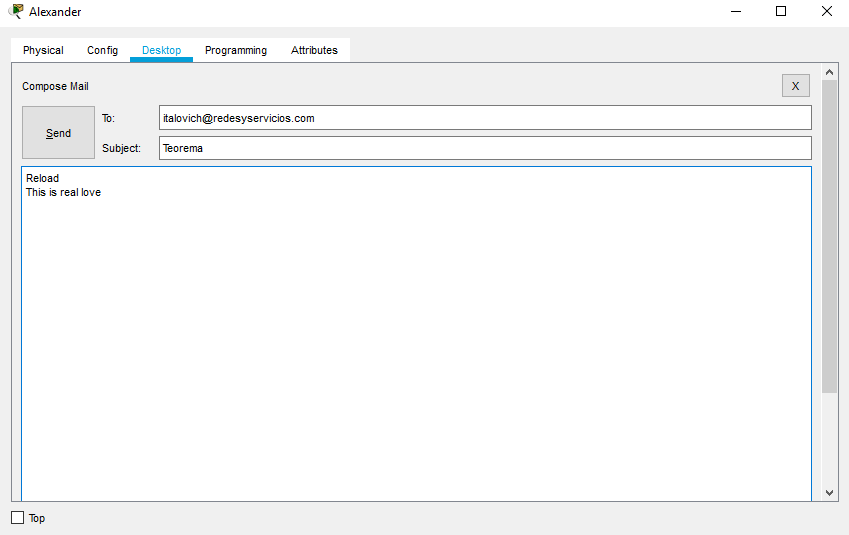 Alexander
Physical Config Desktop Programming Attributes
Compose Mail
X
Send
To: italovich@redesyservicios.com
Subject: Teorema
Reload
This is real love
Top